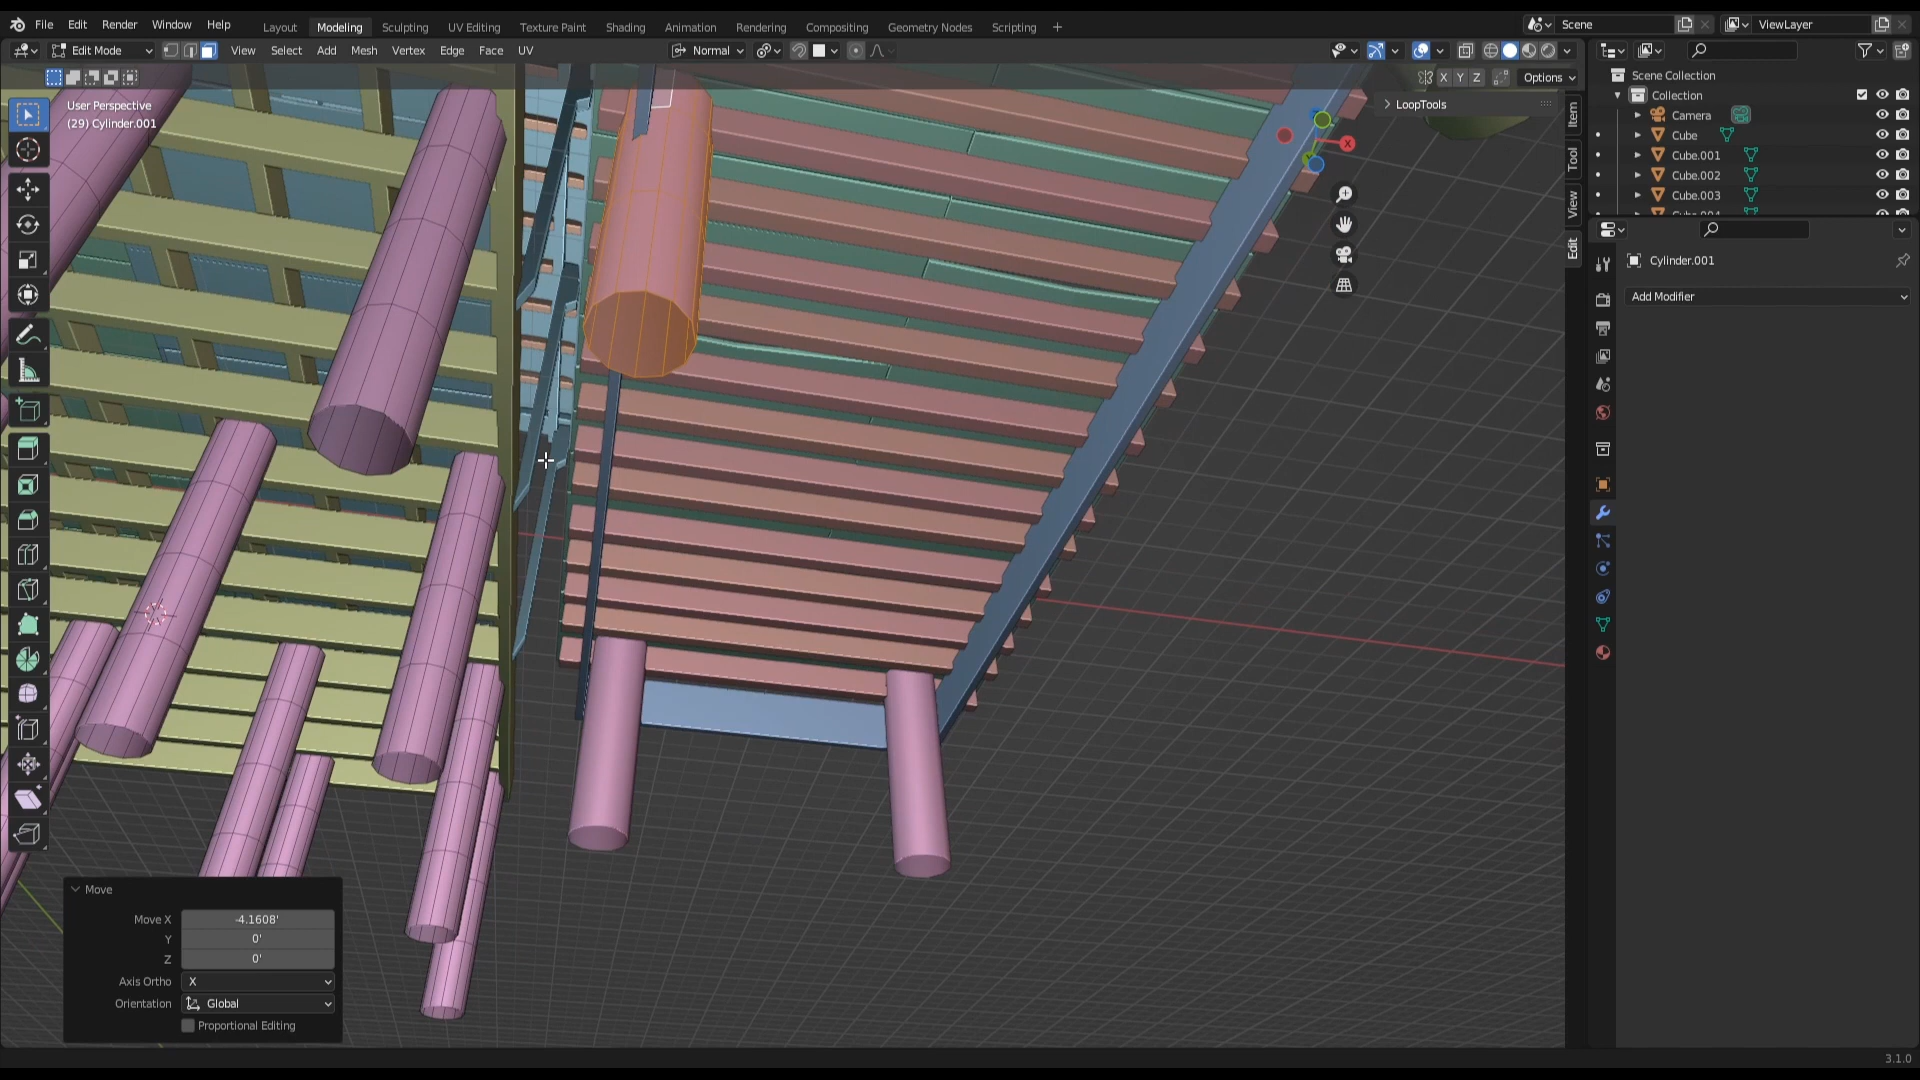 File Edit Render Window Help
Layout Modeling Sculpting UV Editing Texture Paint Shading Animation Rendering Compositing Geometry Nodes Scripting +
Scene
ViewLayer
Edit Mode View Select Add Mesh Vertex Edge Face UV
Normal
X Y Z Options
User Perspective
(29) Cylinder.001
LoopTools
X
Item
Tool
View
Edit
Scene Collection
Collection
Camera
Cube
Cube.001
Cube.002
Cube.003
Cube.004
Cylinder.001
Add Modifier
Move
Move X -4.1608'
Y 0'
Z 0'
Axis Ortho X
Orientation Global
Proportional Editing
3.1.0